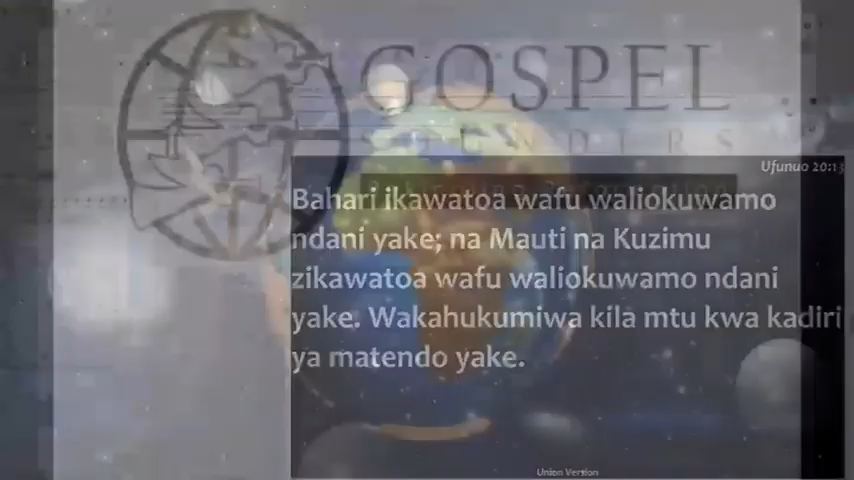 GOSPEL
Ufunuo 20:13
Bahari ikawatoa wafu waliokuwamo
ndani yake; na Mauti na Kuzimu
zikawatoa wafu waliokuwamo ndani
yake. Wakahukumiwa kila mtu kwa kadiri
ya matendo yake.
Union Version